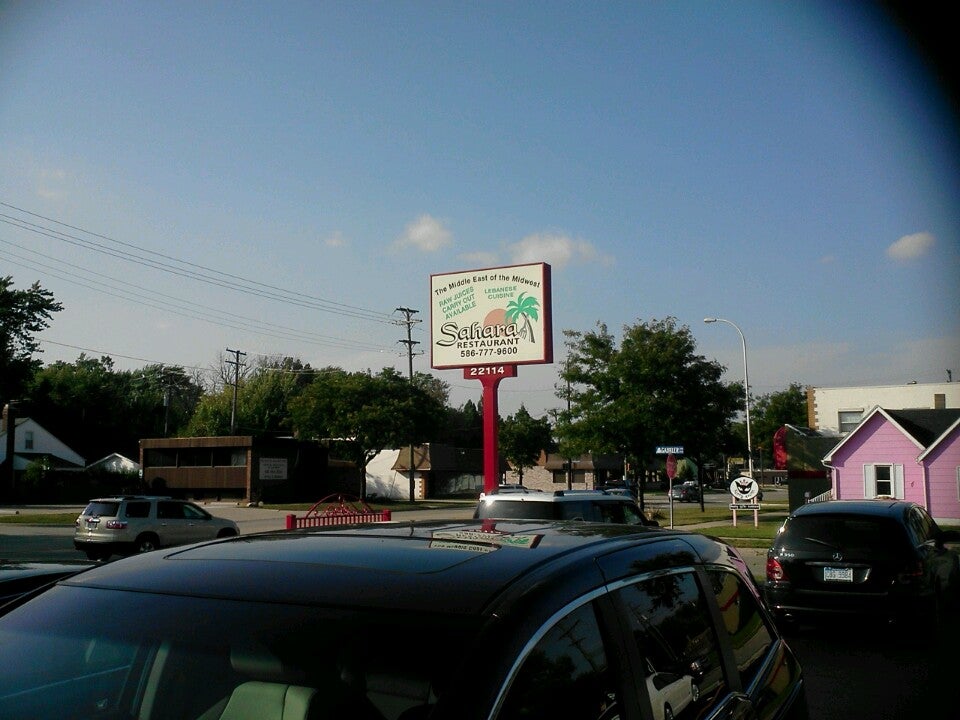 The Middle East of the Midwest
RAW JUICES
CARRY OUT
AVAILABLE
LEBANESE
CUISINE
Sahara
RESTAURANT
586-777-9600
22114